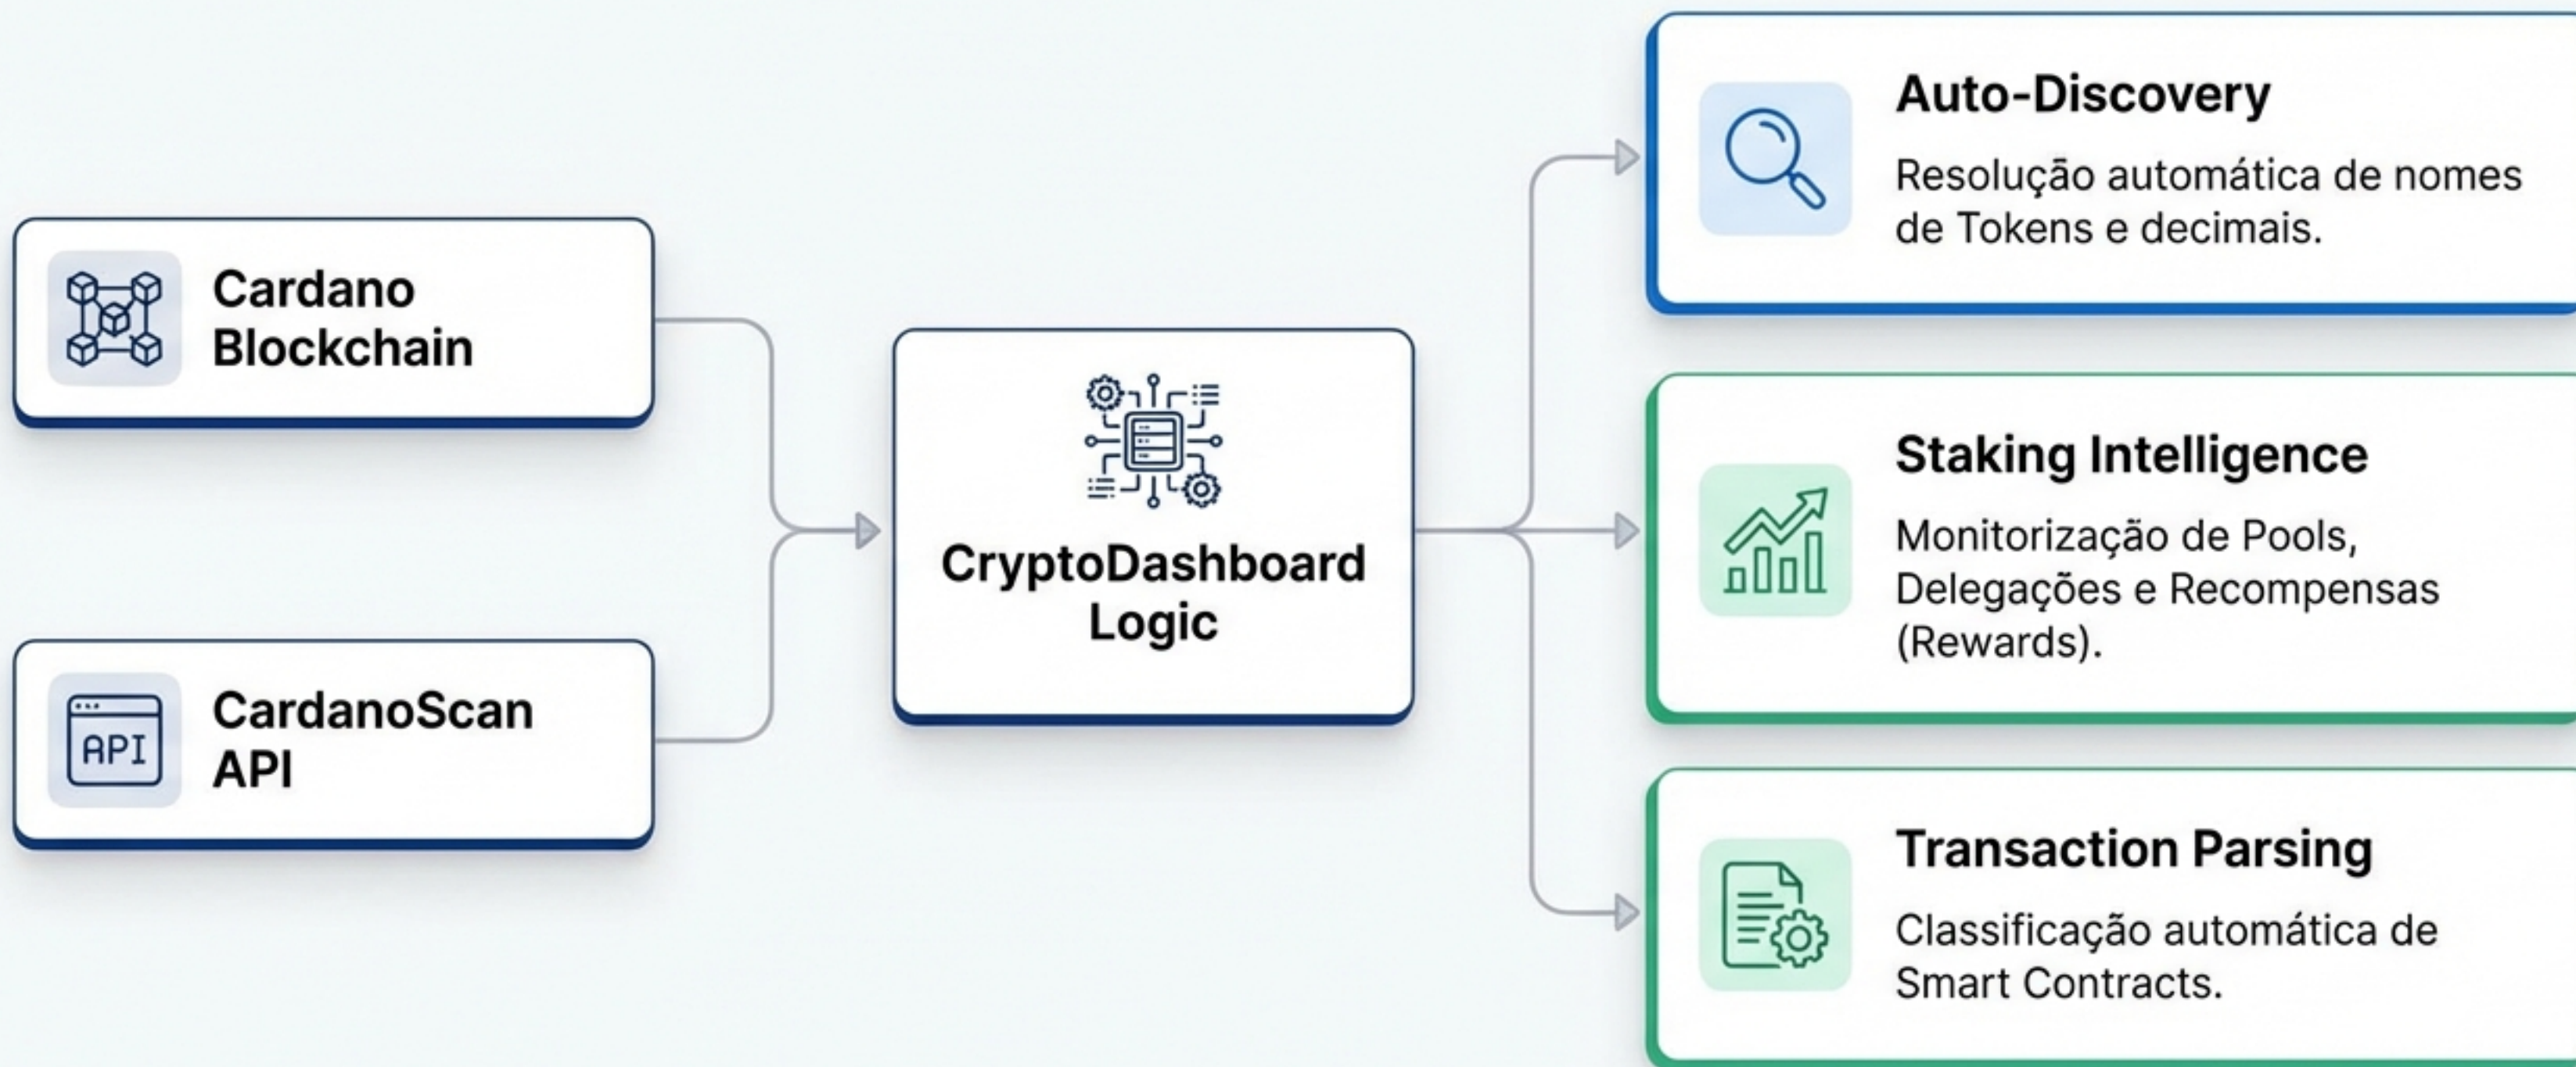 Cardano
Blockchain
API
CardanoScan
API
CryptoDashboard
Logic
Auto-Discovery
Resolução automática de nomes
de Tokens e decimais.
Staking Intelligence
Monitorização de Pools,
Delegações e Recompensas
(Rewards).
Transaction Parsing
Classificação automática de
Smart Contracts.